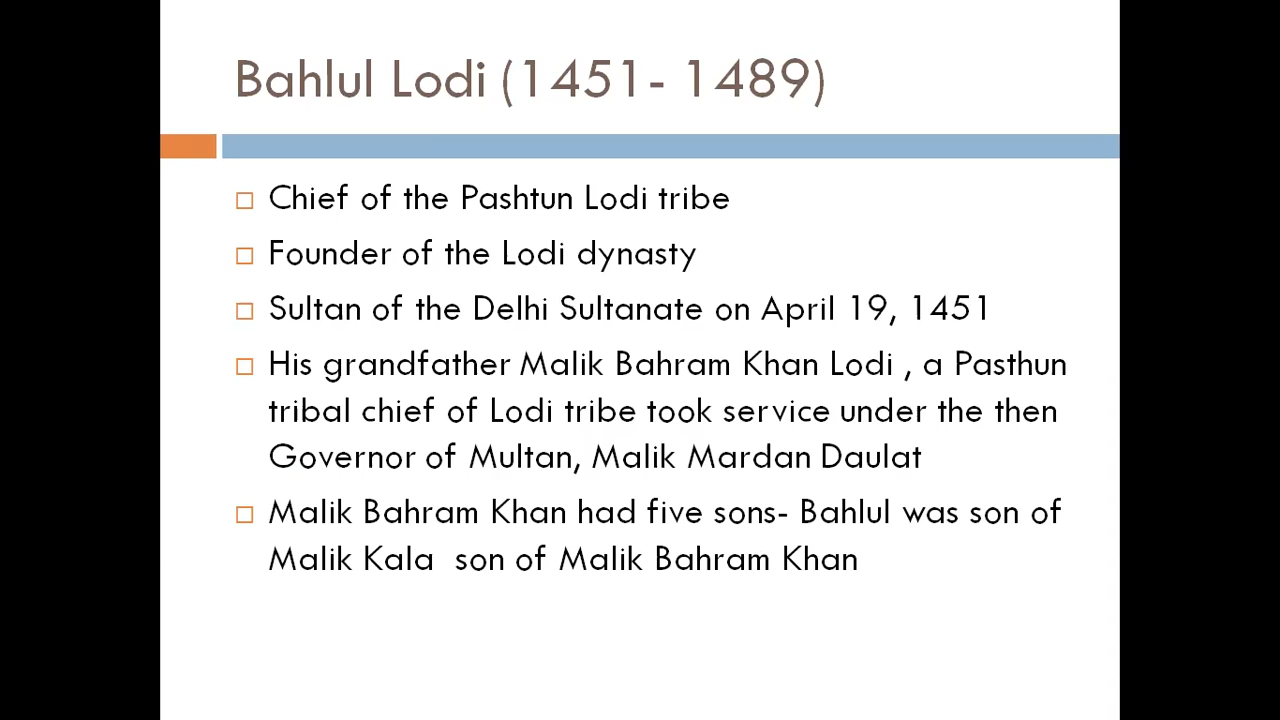 Bahlul Lodi (1451- 1489)
Chief of the Pashtun Lodi tribe
Founder of the Lodi dynasty
Sultan of the Delhi Sultanate on April 19, 1451
His grandfather Malik Bahram Khan Lodi , a Pasthun
tribal chief of Lodi tribe took service under the then
Governor of Multan, Malik Mardan Daulat
Malik Bahram Khan had five sons- Bahlul was son of
Malik Kala  son of Malik Bahram Khan